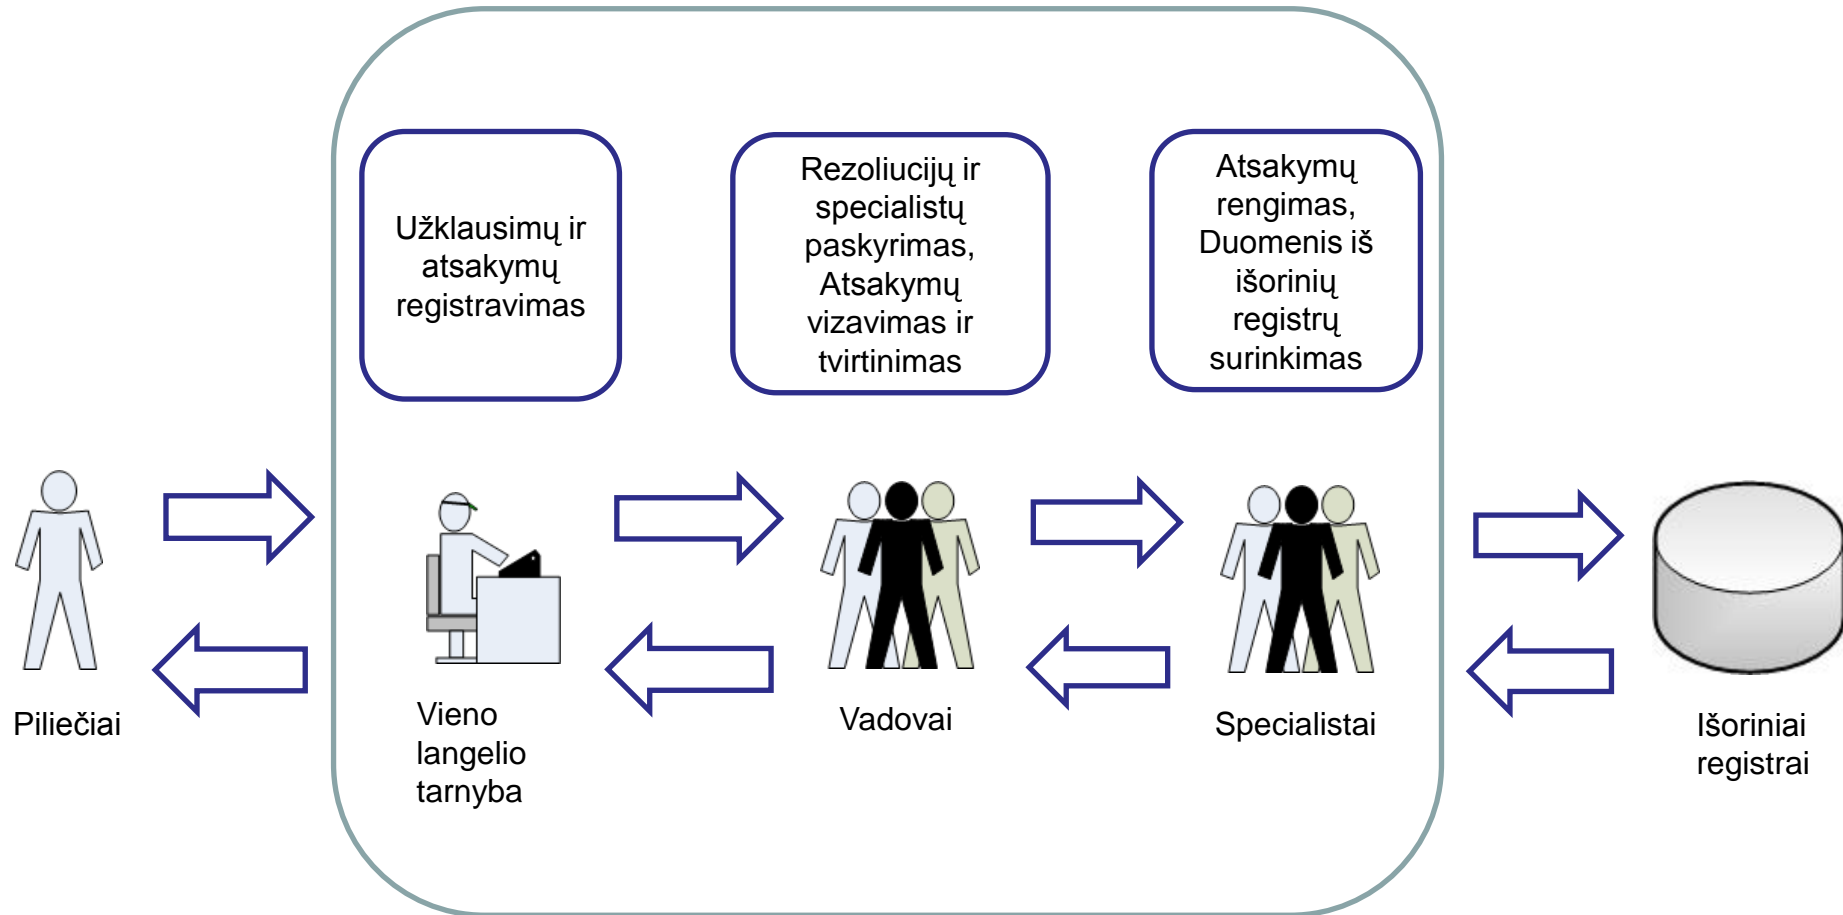 Užklausimų ir
atsakymų
registravimas
Rezoliucijų ir
specialistų
paskyrimas,
Atsakymų
vizavimas ir
tvirtinimas
Atsakymų
rengimas,
Duomenis iš
išorinių
registrų
surinkimas
Piliečiai
Vieno
langelio
tarnyba
Vadovai
Specialistai
Išoriniai
registrai